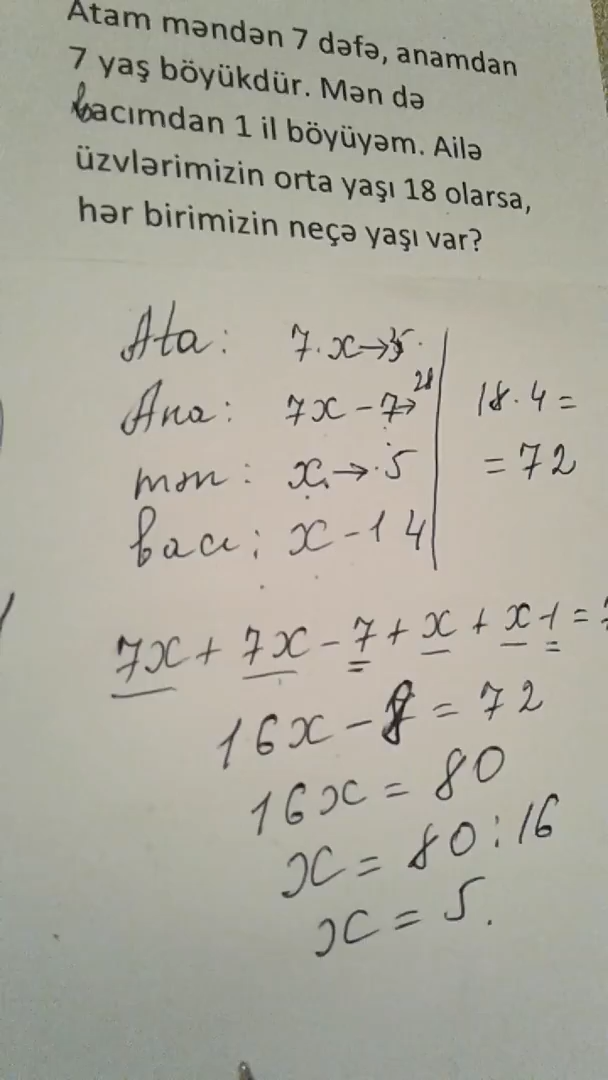 Atam məndən 7 dəfə, anamdan
7 yaş böyükdür. Mən də
bacımdan 1 il böyüyəm. Ailə
üzvlərimizin orta yaşı 18 olarsa,
hər birimizin neçə yaşı var?
Ata: 7·x→35
Ana: 7x-7→28
mən: x→5
bacı: x-1 4
18·4=
=72
7x+7x-7+x+x-1=7
16x-8=72
16x=80
x=80:16
x=5.